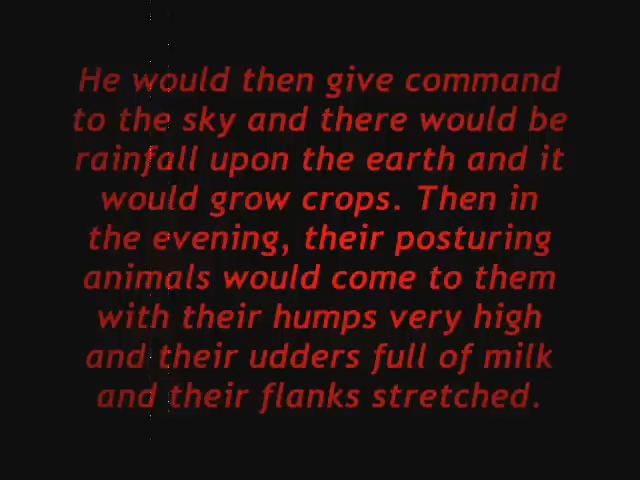 He would then give command
to the sky and there would be
rainfall upon the earth and it
would grow crops. Then in
the evening, their posturing
animals would come to them
with their humps very high
and their udders full of milk
and their flanks stretched.